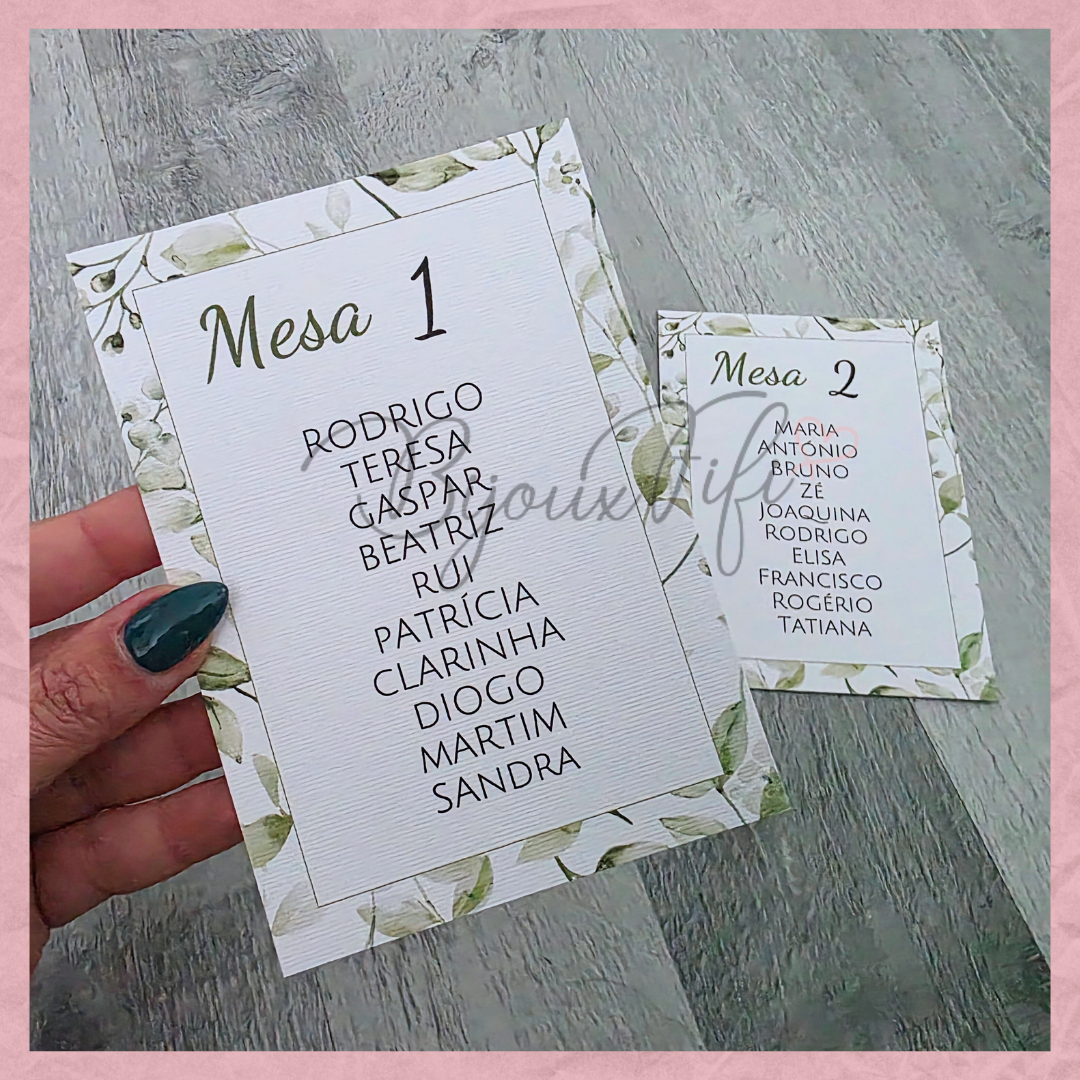 Mesa 1
RODRIGO
TERESA
GASPAR
BEATRIZ
RUI
PATRÍCIA
CLARINHA
DIOGO
MARTIM
SANDRA
Mesa 2
MARIA
ANTÓNIO
BRUNO
ZÉ
JOAQUINA
RODRIGO
ELISA
FRANCISCO
ROGÉRIO
TATIANA
BijouxFifi